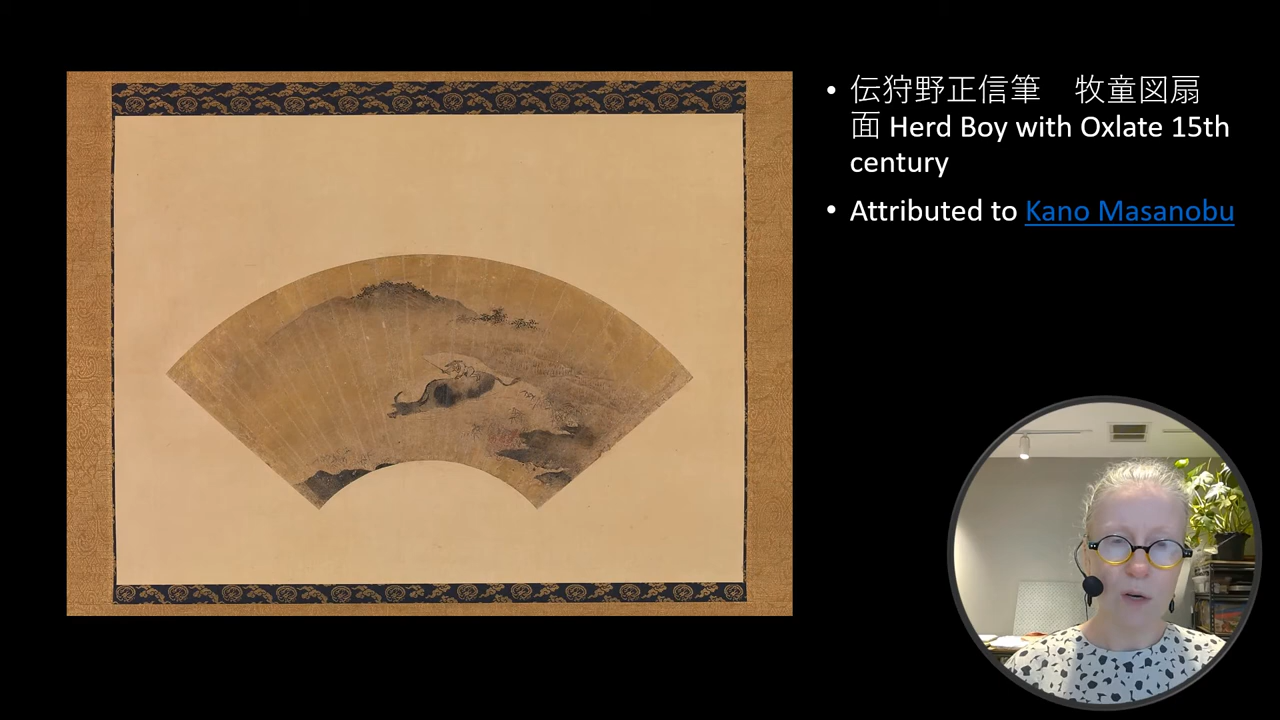 • 伝狩野正信筆　牧童図扇
面 Herd Boy with Oxlate 15th
century
• Attributed to Kano Masanobu